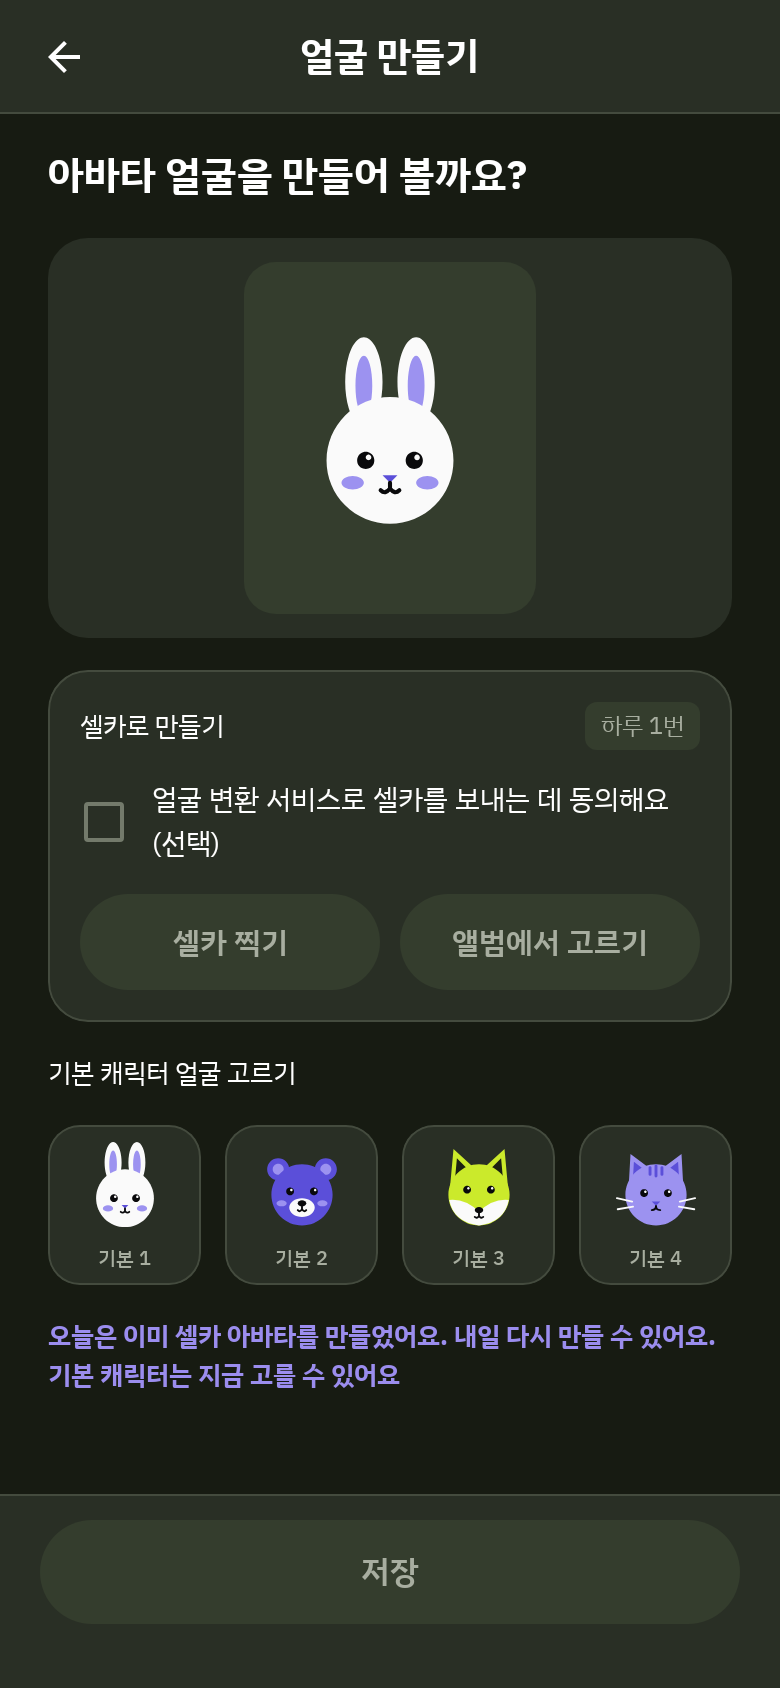 얼굴 만들기
아바타 얼굴을 만들어 볼까요?
셀카로 만들기
하루 1번
얼굴 변환 서비스로 셀카를 보내는 데 동의해요
(선택)
셀카 찍기
앨범에서 고르기
기본 캐릭터 얼굴 고르기
기본 1
기본 2
기본 3
기본 4
오늘은 이미 셀카 아바타를 만들었어요. 내일 다시 만들 수 있어요.
기본 캐릭터는 지금 고를 수 있어요
저장